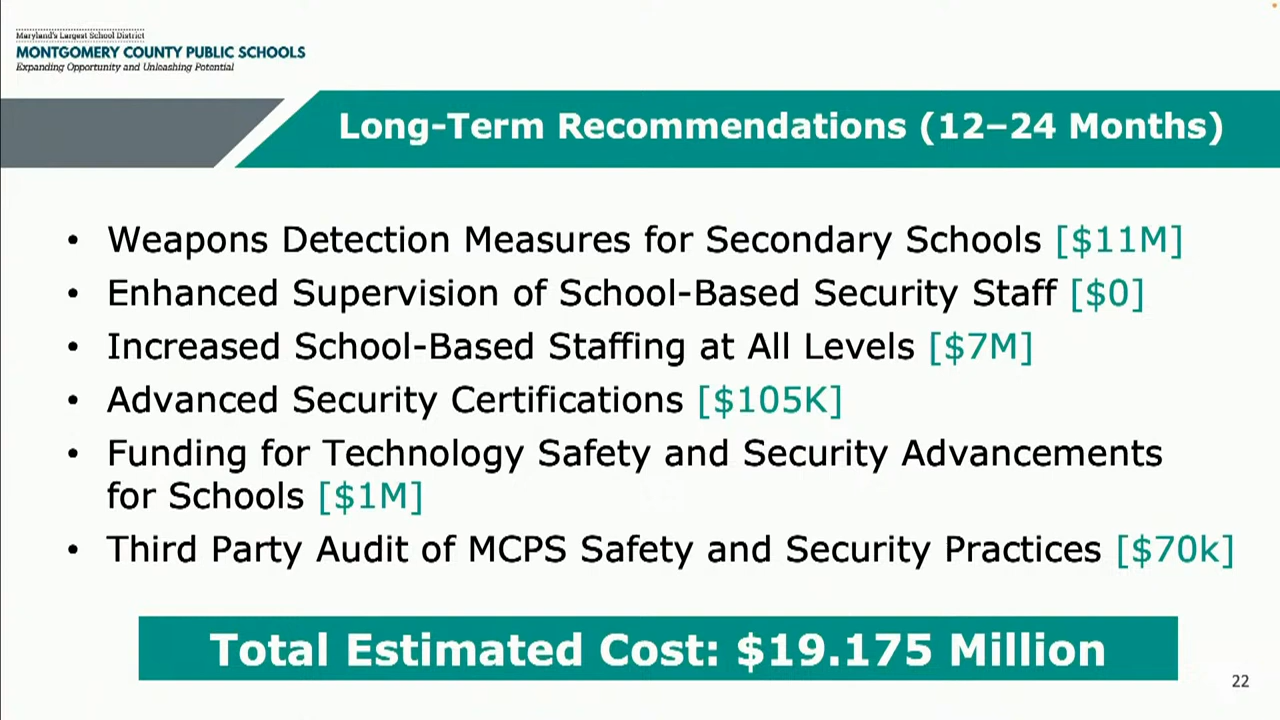 Maryland's Largest School District
MONTGOMERY COUNTY PUBLIC SCHOOLS
Expanding Opportunity and Unleashing Potential
Long-Term Recommendations (12–24 Months)
• Weapons Detection Measures for Secondary Schools [$11M]
• Enhanced Supervision of School-Based Security Staff [$0]
• Increased School-Based Staffing at All Levels [$7M]
• Advanced Security Certifications [$105K]
• Funding for Technology Safety and Security Advancements
for Schools [$1M]
• Third Party Audit of MCPS Safety and Security Practices [$70k]
Total Estimated Cost: $19.175 Million
22